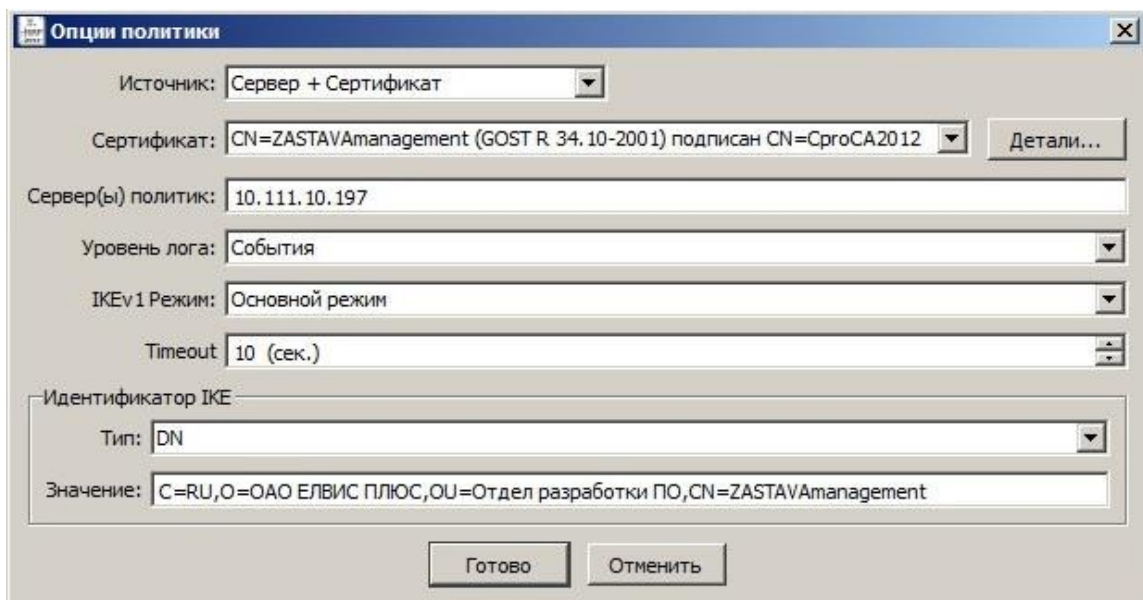 Опции политики
Источник: Сервер + Сертификат
Сертификат: CN=ZASTAVAmanagement (GOST R 34.10-2001) подписан CN=CproCA2012 Детали...
Сервер(ы) политик: 10.111.10.197
Уровень лога: События
IKEv1 Режим: Основной режим
Timeout 10 (сек.)
Идентификатор IKE
Тип: DN
Значение: C=RU,O=ОАО ЕЛВИС ПЛЮС,OU=Отдел разработки ПО,CN=ZASTAVAmanagement
Готово Отменить